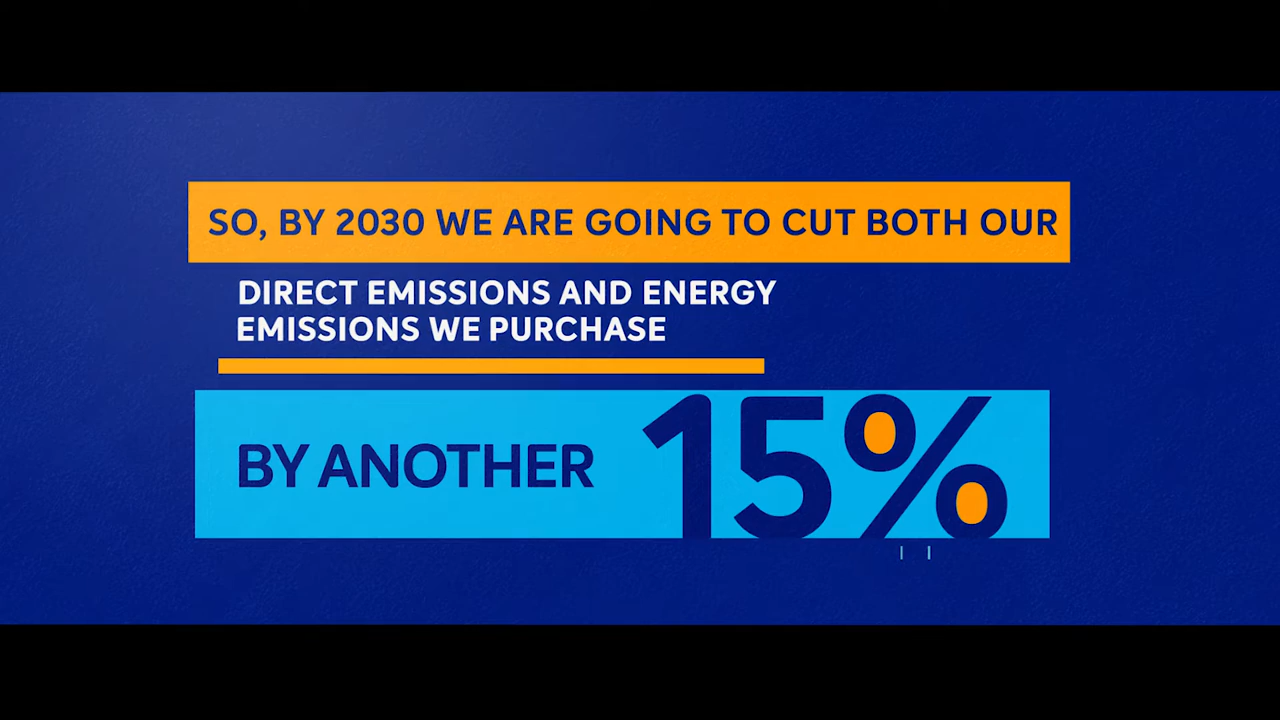 SO, BY 2030 WE ARE GOING TO CUT BOTH OUR
DIRECT EMISSIONS AND ENERGY
EMISSIONS WE PURCHASE
BY ANOTHER 15%